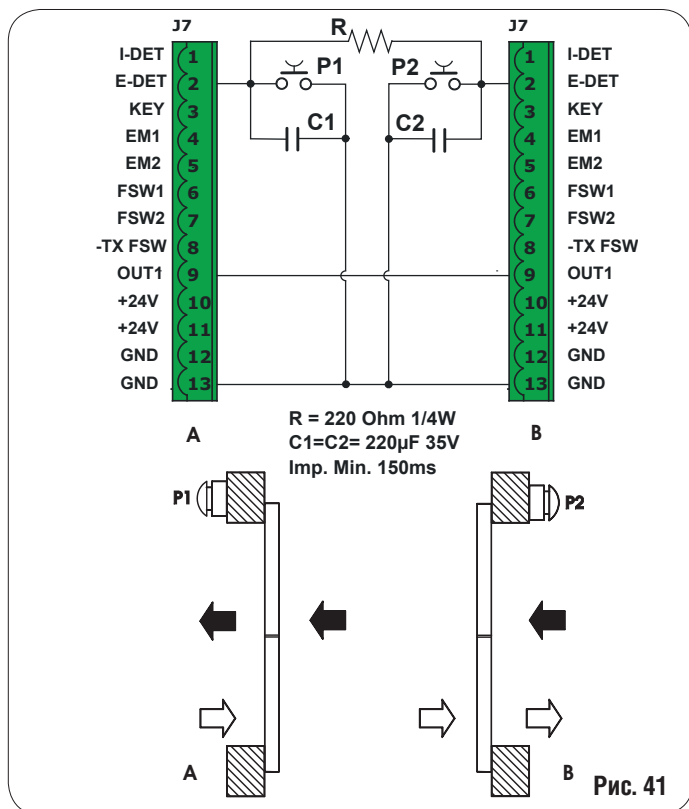 J7 R J7
I-DET 1 1 I-DET
P1 P2
E-DET 2 2 E-DET
KEY 3 3 KEY
C1 C2
EM1 4 4 EM1
EM2 5 5 EM2
FSW1 6 6 FSW1
FSW2 7 7 FSW2
-TX FSW 8 8 -TX FSW
OUT1 9 9 OUT1
+24V 10 10 +24V
+24V 11 11 +24V
GND 12 12 GND
GND 13 13 GND
A B
R = 220 Ohm 1/4W
C1=C2= 220µF 35V
Imp. Min. 150ms
P1 P2
A B
Рис. 41